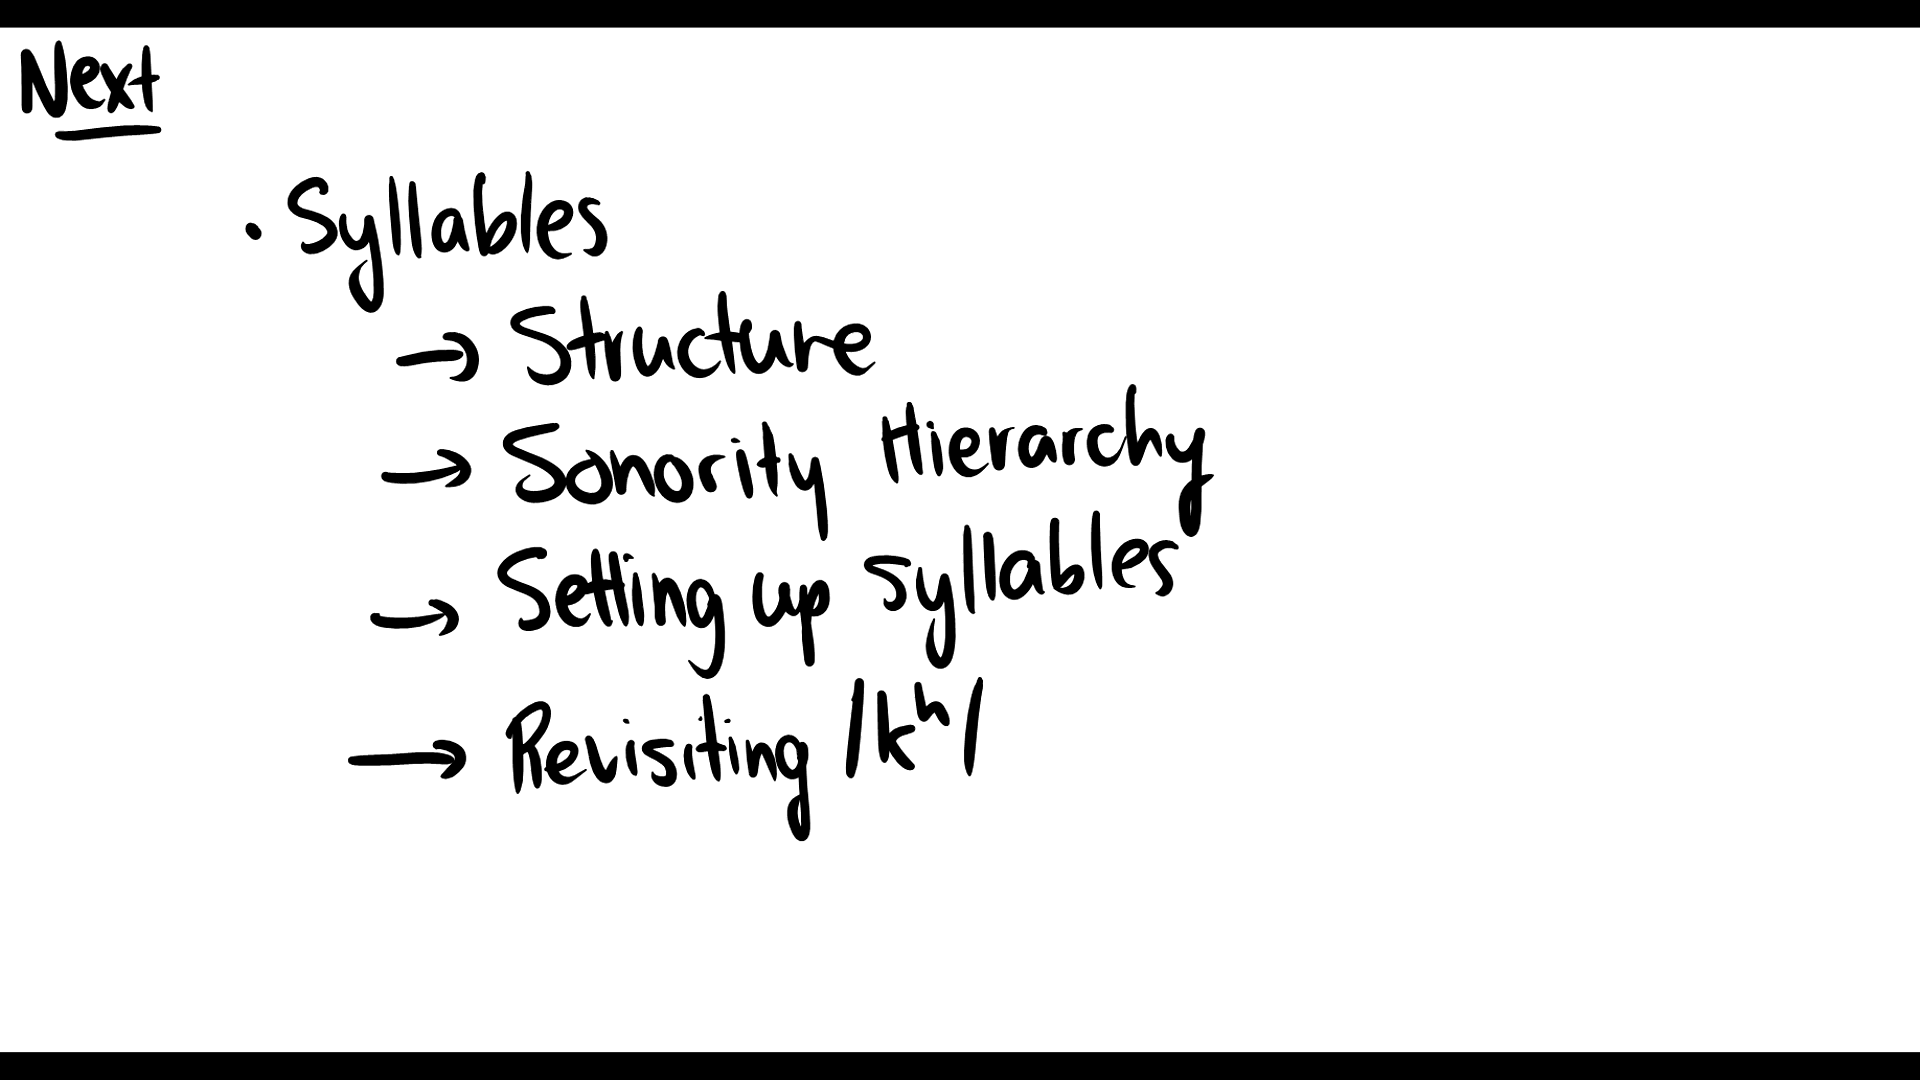 Next
· Syllables
→ Structure
→ Sonority Hierarchy
→ Setting up syllables
→ Revisiting /kʰ/